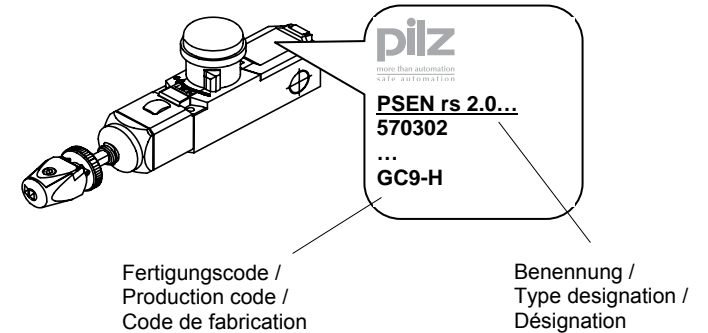 pilz
more than automation
safe automation
PSEN rs 2.0…
570302
…
GC9-H
Fertigungscode /
Production code /
Code de fabrication
Benennung /
Type designation /
Désignation